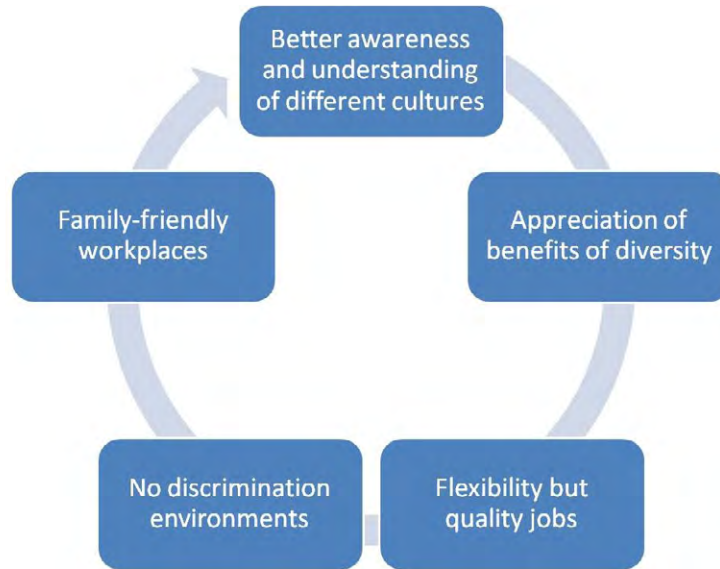 Better awareness
and understanding
of different cultures
Appreciation of
benefits of diversity
Flexibility but
quality jobs
No discrimination
environments
Family-friendly
workplaces